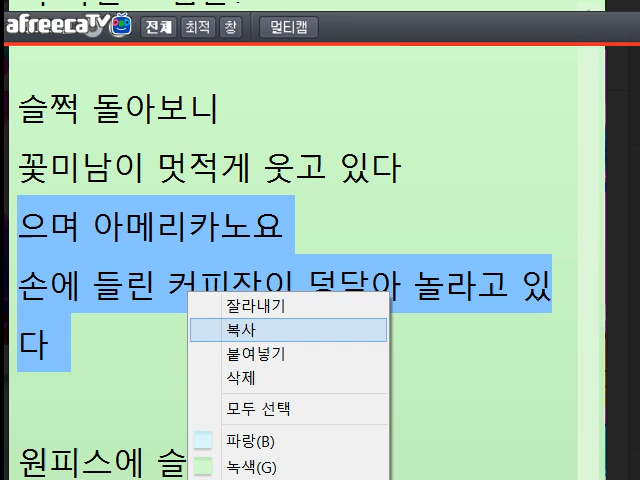 afreecaTV 전체 최적 창 멀티캠
슬쩍 돌아보니
꽃미남이 멋적게 웃고 있다
으며 아메리카노요
손에 들린 커피잔이 덩달아 놀라고 있
다
잘라내기
복사
붙여넣기
삭제
모두 선택
파랑(B)
녹색(G)
원피스에 슬